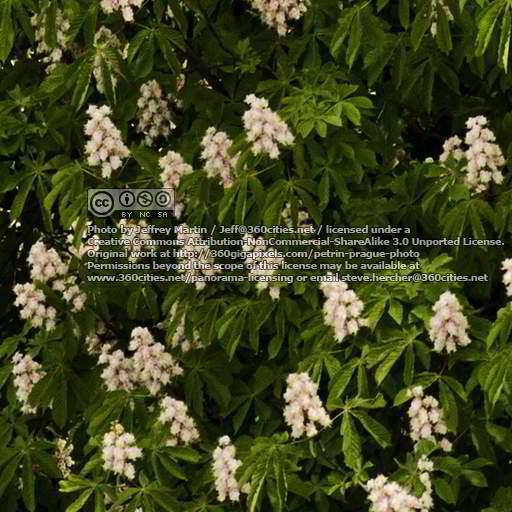 cc
BY NC SA
Photo by Jeffrey Martin / Jeff@360cities.net/ licensed under a
Creative Commons Attribution-NonCommercial-ShareAlike 3.0 Unported License.
Original work at http://360gigapixels.com/petrin-prague-photo
Permissions beyond the scope of this license may be available at
www.360cities.net/panorama-licensing or email steve.hercher@360cities.net